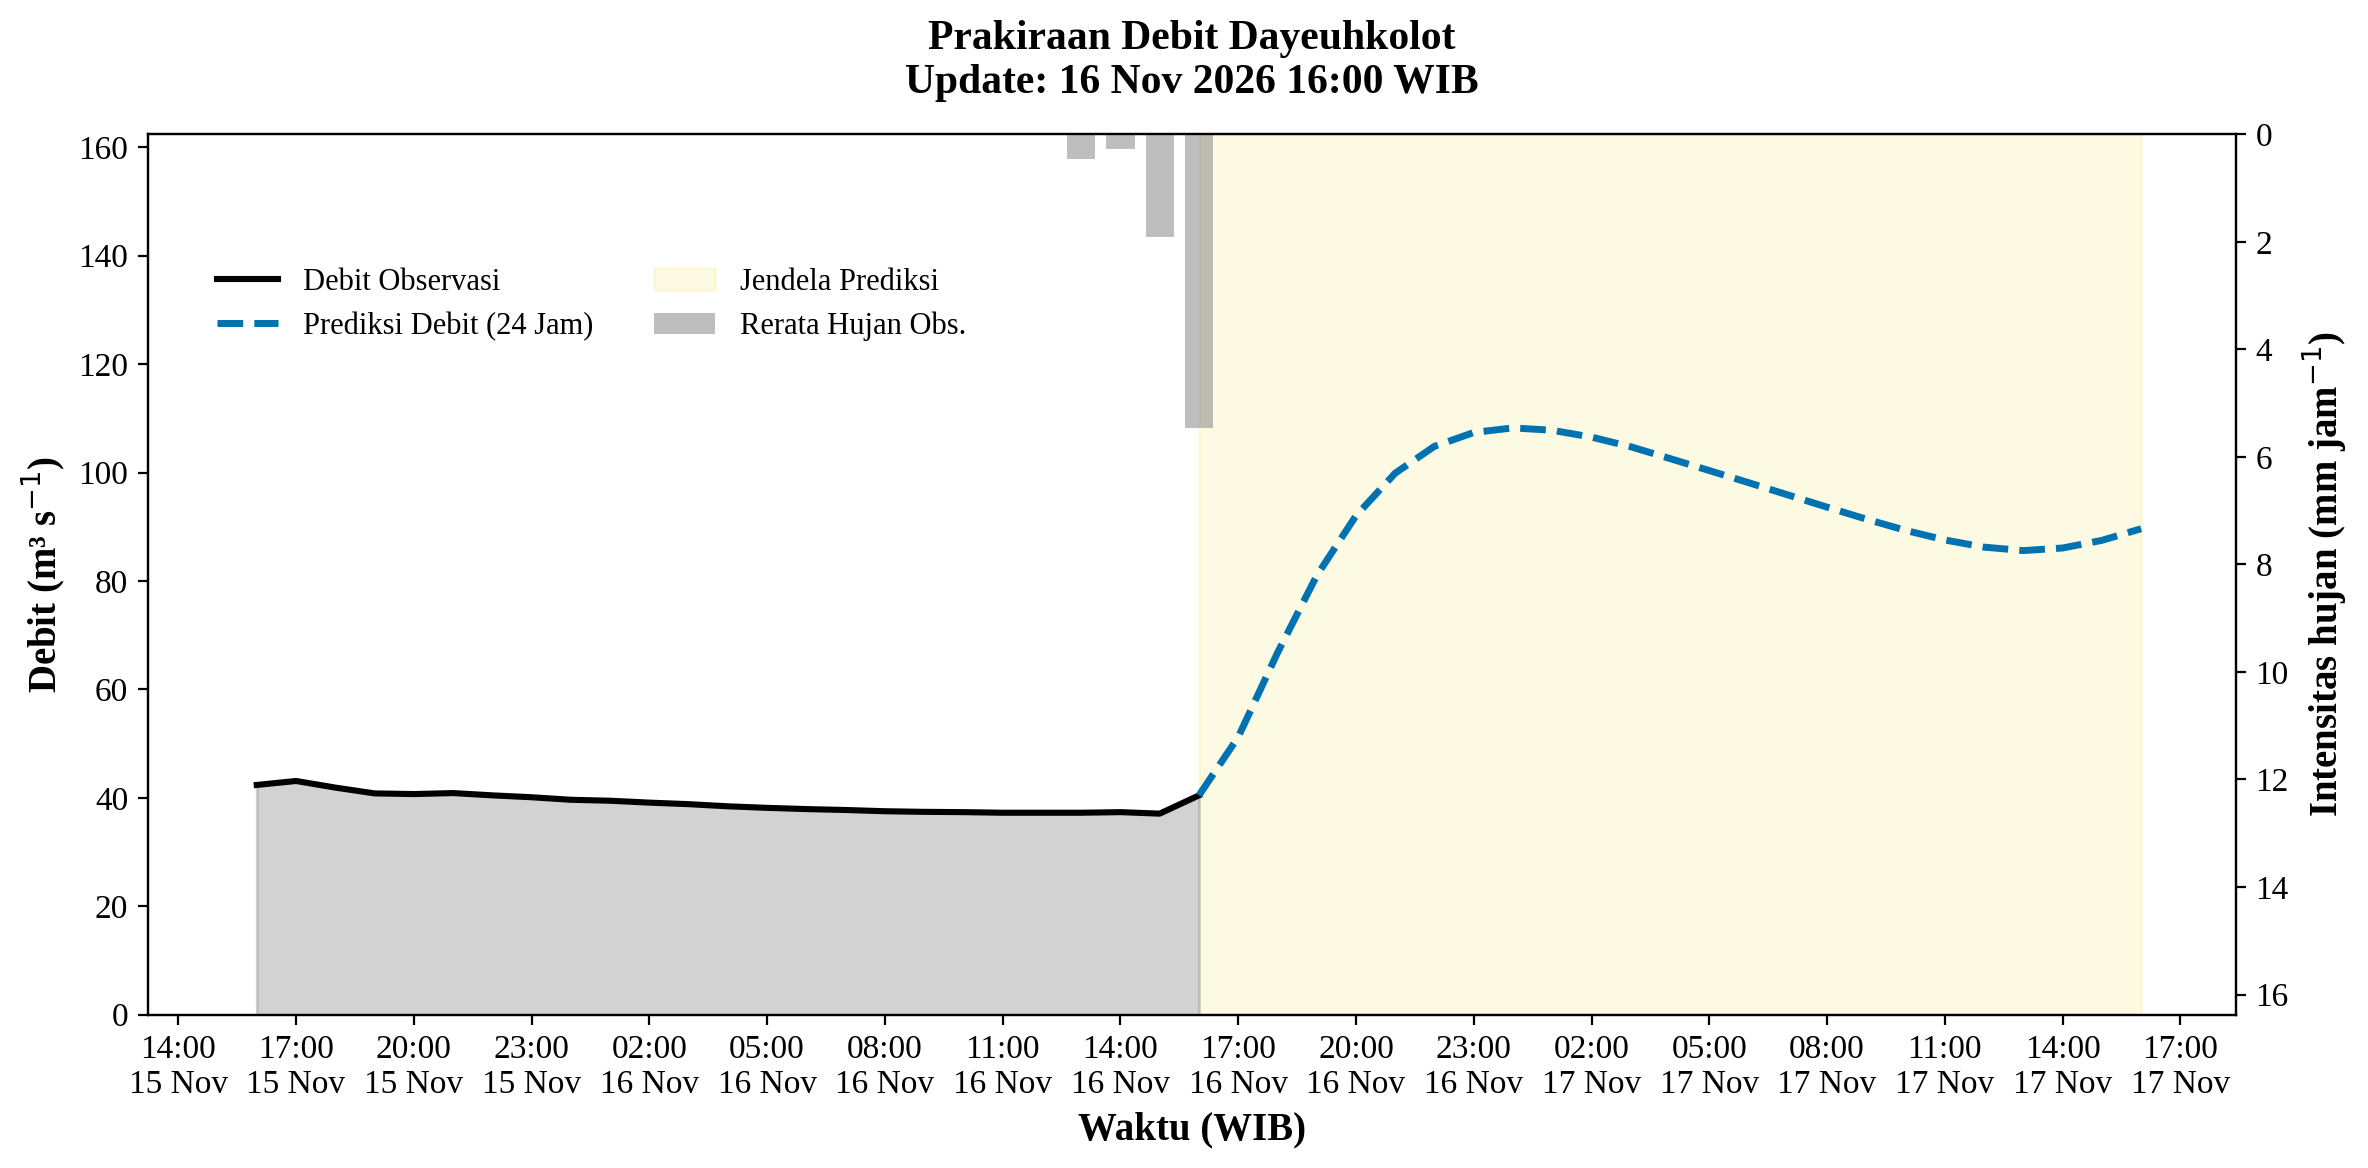 Prakiraan Debit Dayeuhkolot
Update: 16 Nov 2026 16:00 WIB
160
140
120
100
80
60
40
20
0
Debit (m³ s⁻¹)
Debit Observasi
Prediksi Debit (24 Jam)
Jendela Prediksi
Rerata Hujan Obs.
0
2
4
6
8
10
12
14
16
Intensitas hujan (mm jam⁻¹)
14:00 17:00 20:00 23:00 02:00 05:00 08:00 11:00 14:00 17:00 20:00 23:00 02:00 05:00 08:00 11:00 14:00 17:00
15 Nov 15 Nov 15 Nov 15 Nov 16 Nov 16 Nov 16 Nov 16 Nov 16 Nov 16 Nov 16 Nov 16 Nov 17 Nov 17 Nov 17 Nov 17 Nov 17 Nov 17 Nov
Waktu (WIB)